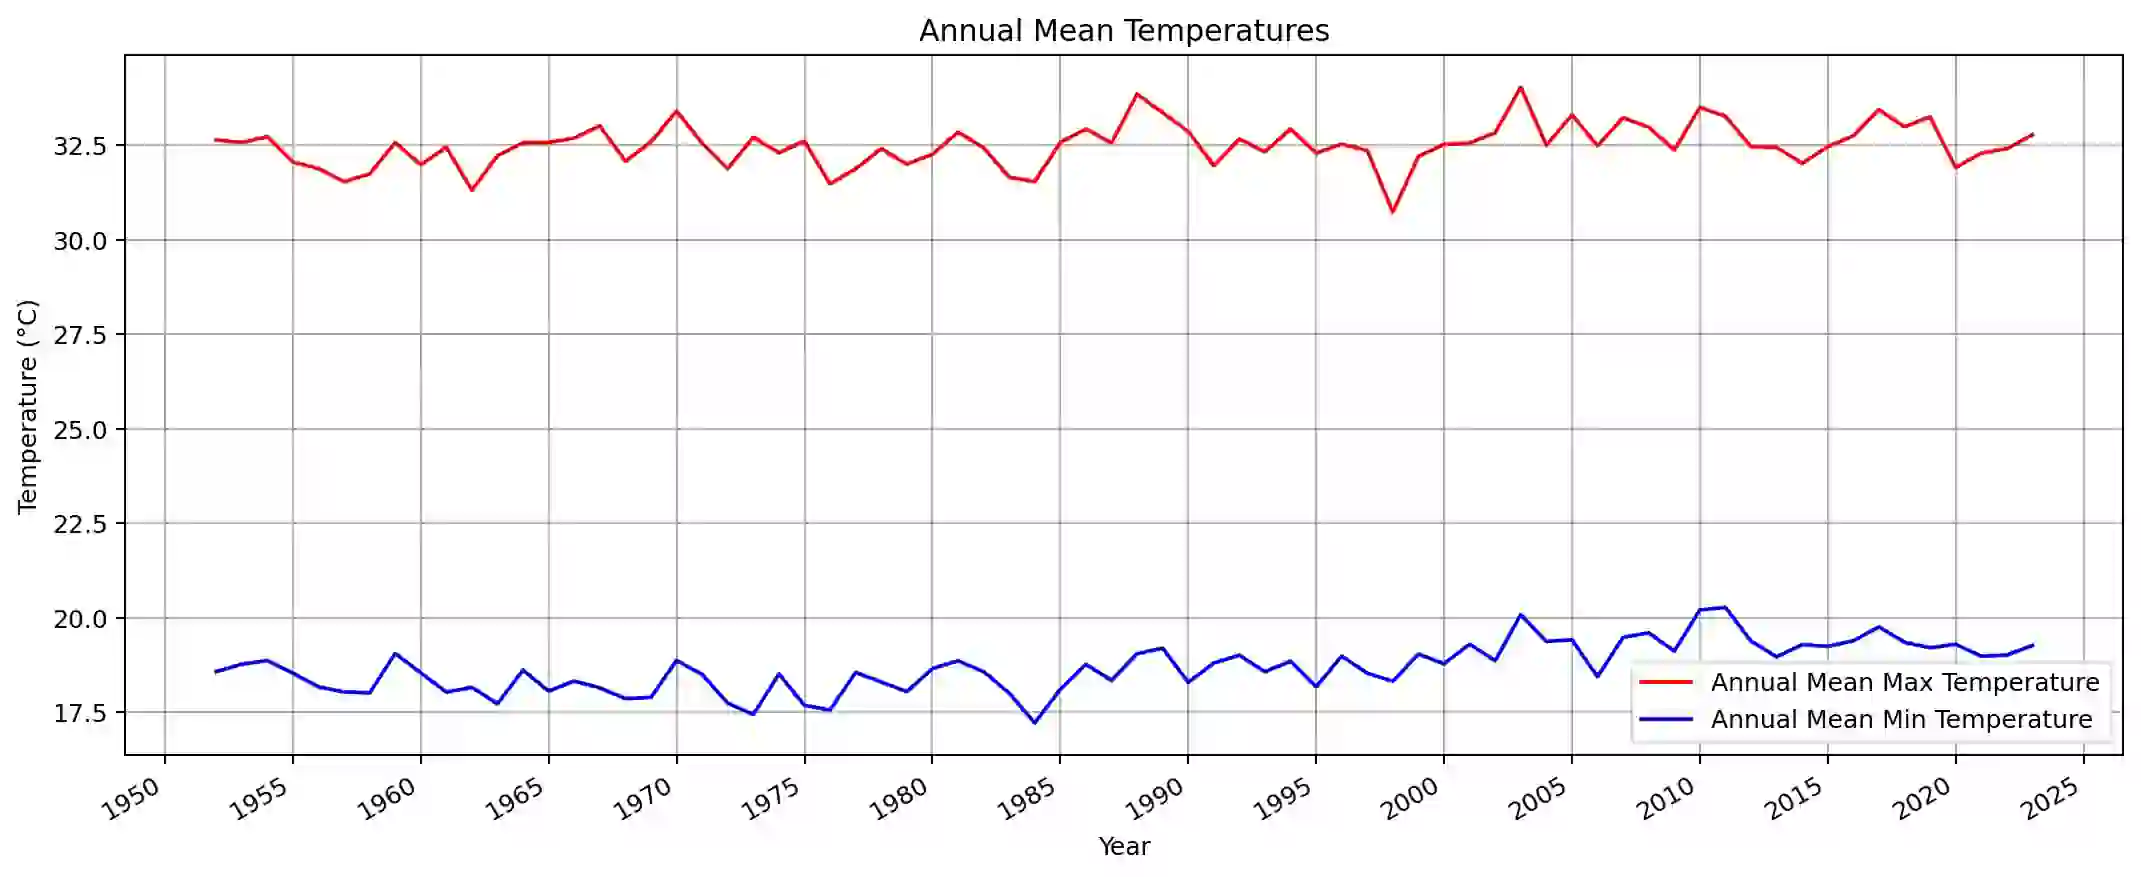 Annual Mean Temperatures
Temperature (°C)
32.5
30.0
27.5
25.0
22.5
20.0
17.5
Annual Mean Max Temperature
Annual Mean Min Temperature
1950 1955 1960 1965 1970 1975 1980 1985 1990 1995 2000 2005 2010 2015 2020 2025
Year